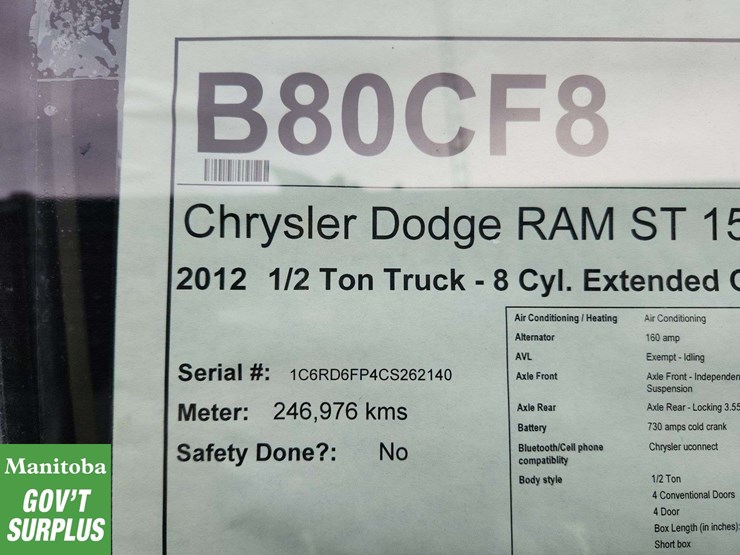 B80CF8
Chrysler Dodge RAM ST 15
2012 1/2 Ton Truck - 8 Cyl. Extended
Air Conditioning / Heating Air Conditioning
Alternator 160 amp
AVL Exempt - Idling
Axle Front Axle Front - Independen
Suspension
Axle Rear Axle Rear - Locking 3.55
Battery 730 amps cold crank
Bluetooth/Cell phone Chrysler uconnect
compatiblity
Body style 1/2 Ton
4 Conventional Doors
4 Door
Box Length (in inches):
Short box
Serial #: 1C6RD6FP4CS262140
Meter: 246,976 kms
Safety Done?: No
Manitoba
GOV'T
SURPLUS